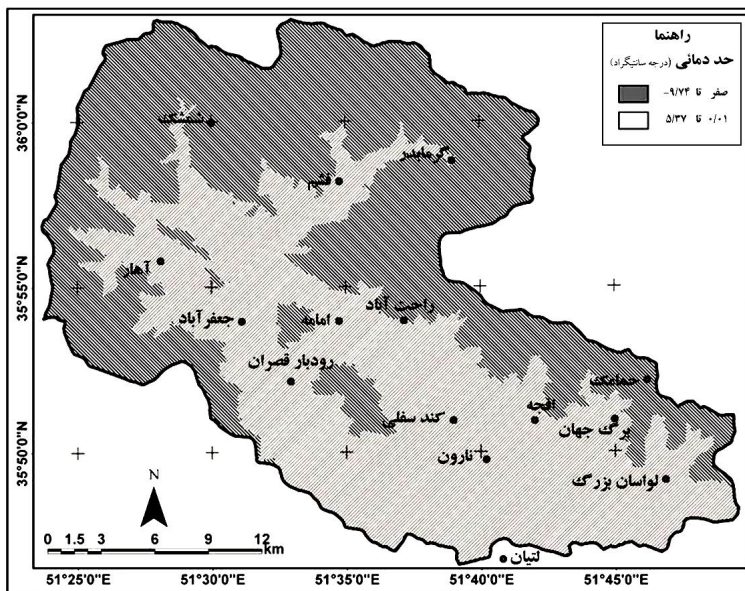 راهنما
حد دمائی (درجه سانتیگراد)
صفر تا ۹/۷۴-
۰/۰۱ تا ۵/۳۷
36°0'0"N
35°55'0"N
35°50'0"N
شمشک
گرمابدر
فشم
آهار
جعفرآباد
امامه
راحت آباد
رودبار قصران
کند سفلی
افجه
برگ جهان
نارون
لواسان بزرگ
لتیان
N
0 1.5 3 6 9 12
km
51°25'0"E 51°30'0"E 51°35'0"E 51°40'0"E 51°45'0"E